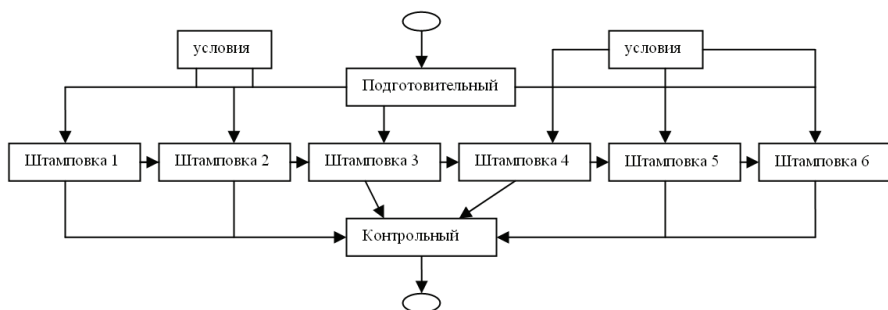 условия
условия
Подготовительный
Штамповка 1
Штамповка 2
Штамповка 3
Штамповка 4
Штамповка 5
Штамповка 6
Контрольный